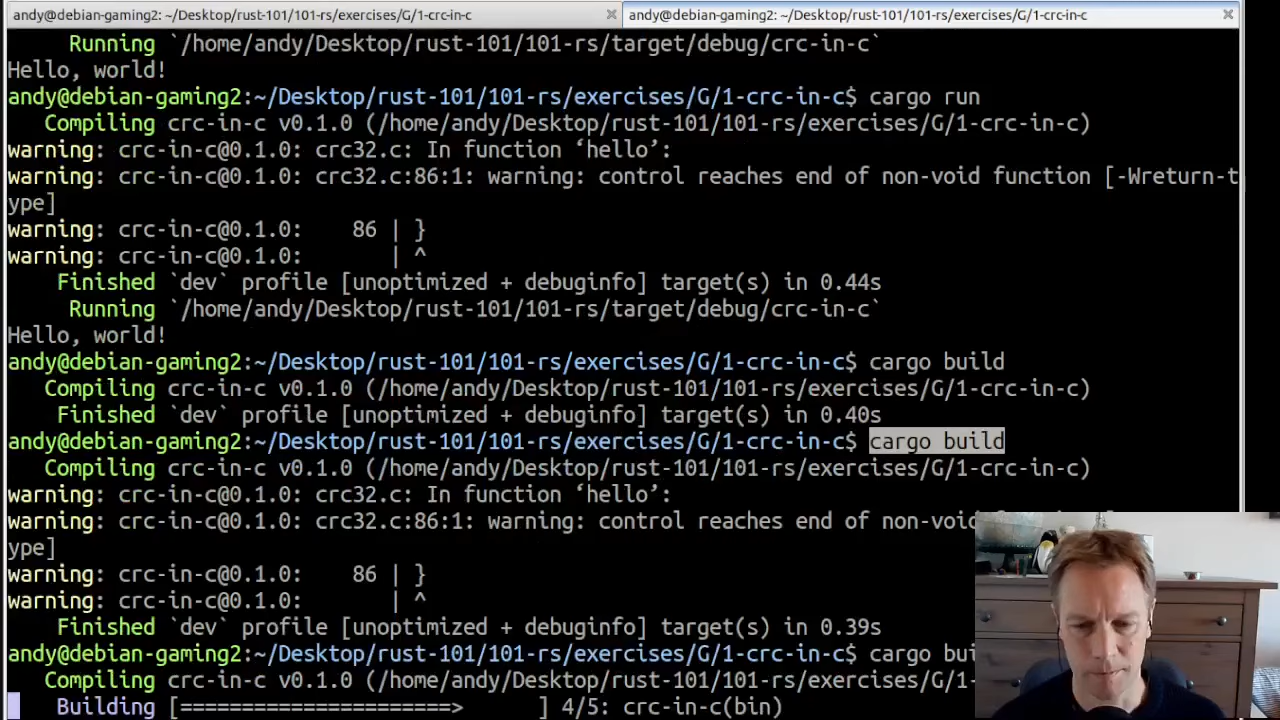 andy@debian-gaming2: ~/Desktop/rust-101/101-rs/exercises/G/1-crc-in-c
andy@debian-gaming2: ~/Desktop/rust-101/101-rs/exercises/G/1-crc-in-c
Running `/home/andy/Desktop/rust-101/101-rs/target/debug/crc-in-c`
Hello, world!
andy@debian-gaming2:~/Desktop/rust-101/101-rs/exercises/G/1-crc-in-c$ cargo run
Compiling crc-in-c v0.1.0 (/home/andy/Desktop/rust-101/101-rs/exercises/G/1-crc-in-c)
warning: crc-in-c@0.1.0: crc32.c: In function ‘hello’:
warning: crc-in-c@0.1.0: crc32.c:86:1: warning: control reaches end of non-void function [-Wreturn-t
ype]
warning: crc-in-c@0.1.0:    86 | }
warning: crc-in-c@0.1.0:       | ^
Finished `dev` profile [unoptimized + debuginfo] target(s) in 0.44s
Running `/home/andy/Desktop/rust-101/101-rs/target/debug/crc-in-c`
Hello, world!
andy@debian-gaming2:~/Desktop/rust-101/101-rs/exercises/G/1-crc-in-c$ cargo build
Compiling crc-in-c v0.1.0 (/home/andy/Desktop/rust-101/101-rs/exercises/G/1-crc-in-c)
Finished `dev` profile [unoptimized + debuginfo] target(s) in 0.40s
andy@debian-gaming2:~/Desktop/rust-101/101-rs/exercises/G/1-crc-in-c$ cargo build
Compiling crc-in-c v0.1.0 (/home/andy/Desktop/rust-101/101-rs/exercises/G/1-crc-in-c)
warning: crc-in-c@0.1.0: crc32.c: In function ‘hello’:
warning: crc-in-c@0.1.0: crc32.c:86:1: warning: control reaches end of non-void
ype]
warning: crc-in-c@0.1.0:    86 | }
warning: crc-in-c@0.1.0:       | ^
Finished `dev` profile [unoptimized + debuginfo] target(s) in 0.39s
andy@debian-gaming2:~/Desktop/rust-101/101-rs/exercises/G/1-crc-in-c$ cargo bui
Compiling crc-in-c v0.1.0 (/home/andy/Desktop/rust-101/101-rs/exercises/G/1-
Building [======================>      ] 4/5: crc-in-c(bin)